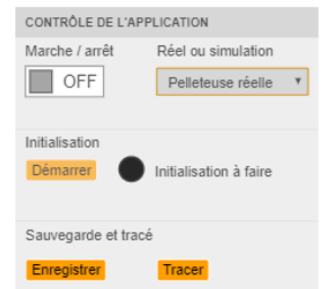 CONTRÔLE DE L'APPLICATION
Marche / arrêt Réel ou simulation
OFF Pelleteuse réelle
Initialisation
Démarrer Initialisation à faire
Sauvegarde et tracé
Enregistrer Tracer